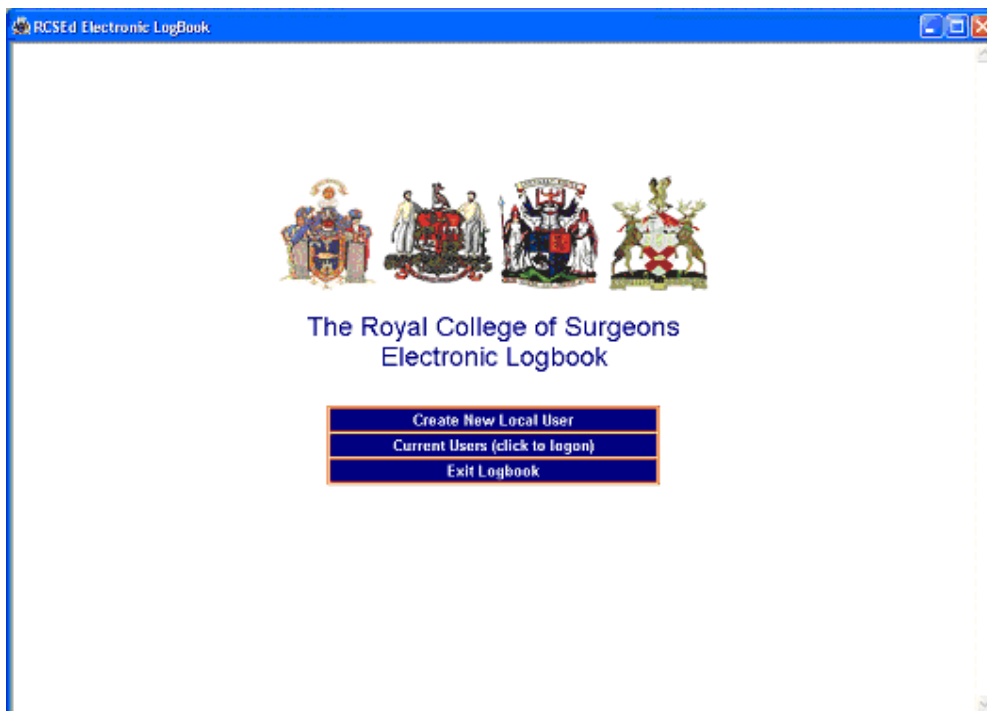 RCSEd Electronic LogBook
The Royal College of Surgeons
Electronic Logbook
Create New Local User
Current Users (click to logon)
Exit Logbook